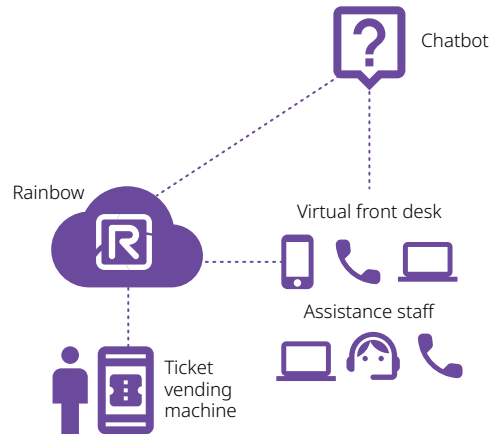 Chatbot
?
Rainbow
R
Virtual front desk
Assistance staff
Ticket
vending
machine